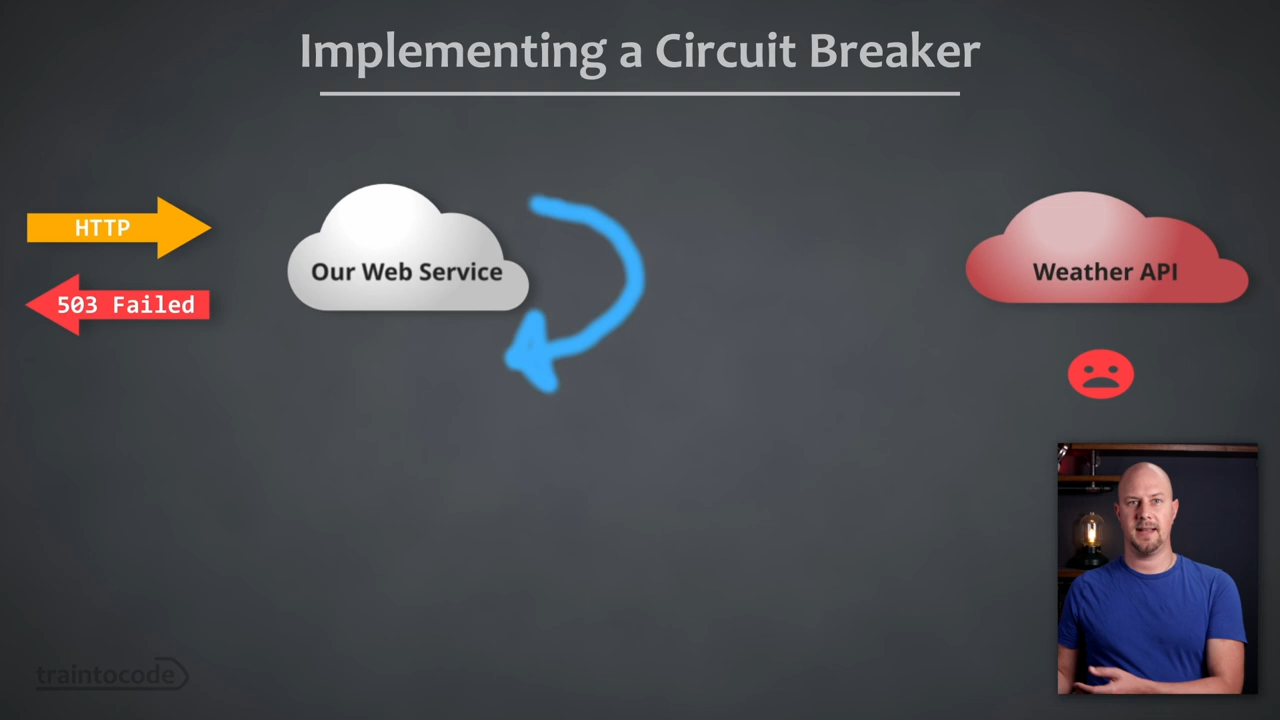 Implementing a Circuit Breaker
HTTP
503 Failed
Our Web Service
Weather API
traintocode